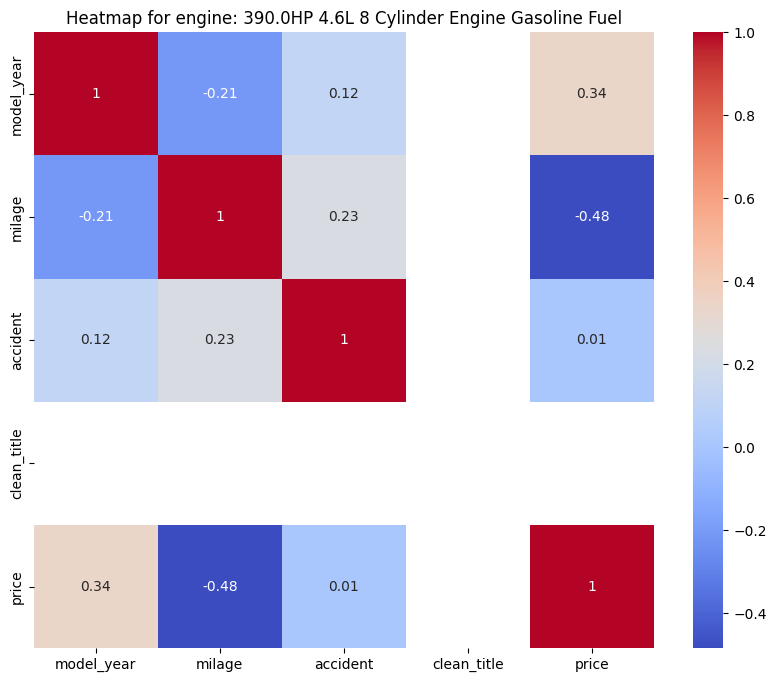 Heatmap for engine: 390.0HP 4.6L 8 Cylinder Engine Gasoline Fuel
model_year
1
-0.21
0.12
0.34
milage
-0.21
1
0.23
-0.48
accident
0.12
0.23
1
0.01
clean_title
price
0.34
-0.48
0.01
1
model_year
milage
accident
clean_title
price
1.0
0.8
0.6
0.4
0.2
0.0
−0.2
−0.4